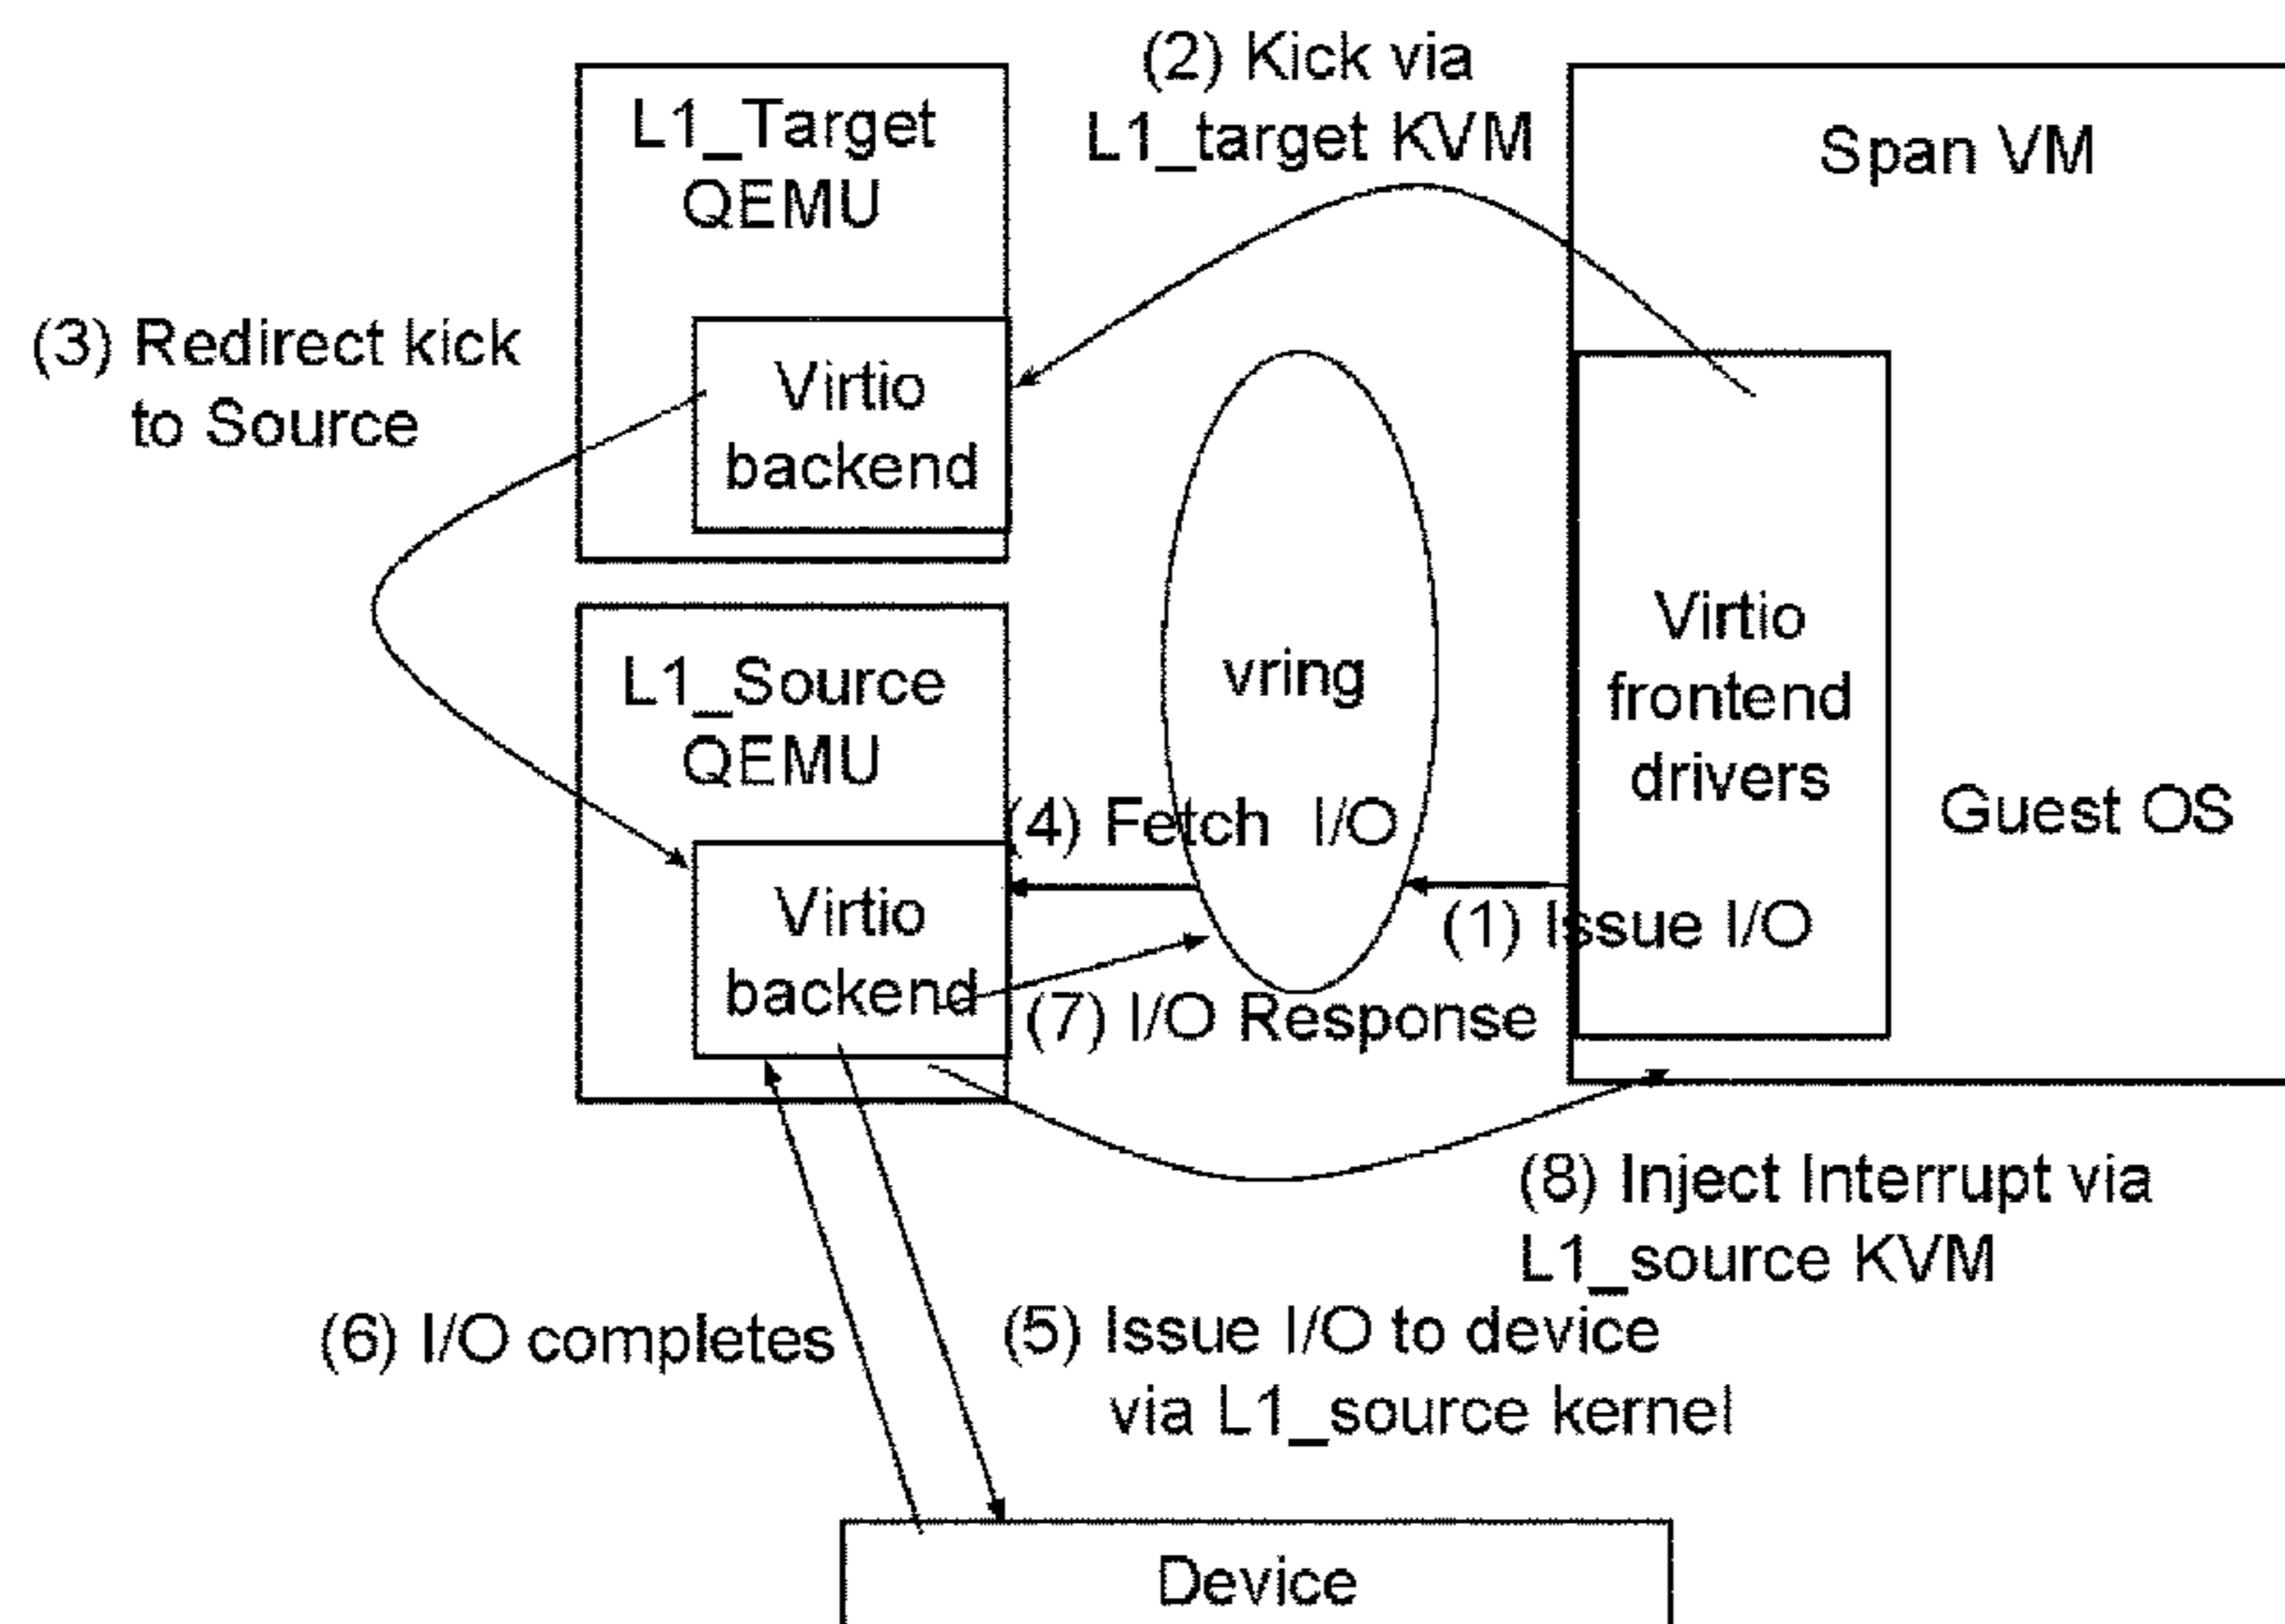 (2) Kick via
L1_target KVM
L1_Target
QEMU
Span VM
(3) Redirect kick
to Source
Virtio
backend
L1_Source
QEMU
vring
Virtio
frontend
drivers
Guest OS
(4) Fetch I/O
(1) Issue I/O
Virtio
backend
(7) I/O Response
(8) Inject Interrupt via
L1_source KVM
(6) I/O completes
(5) Issue I/O to device
via L1_source kernel
Device